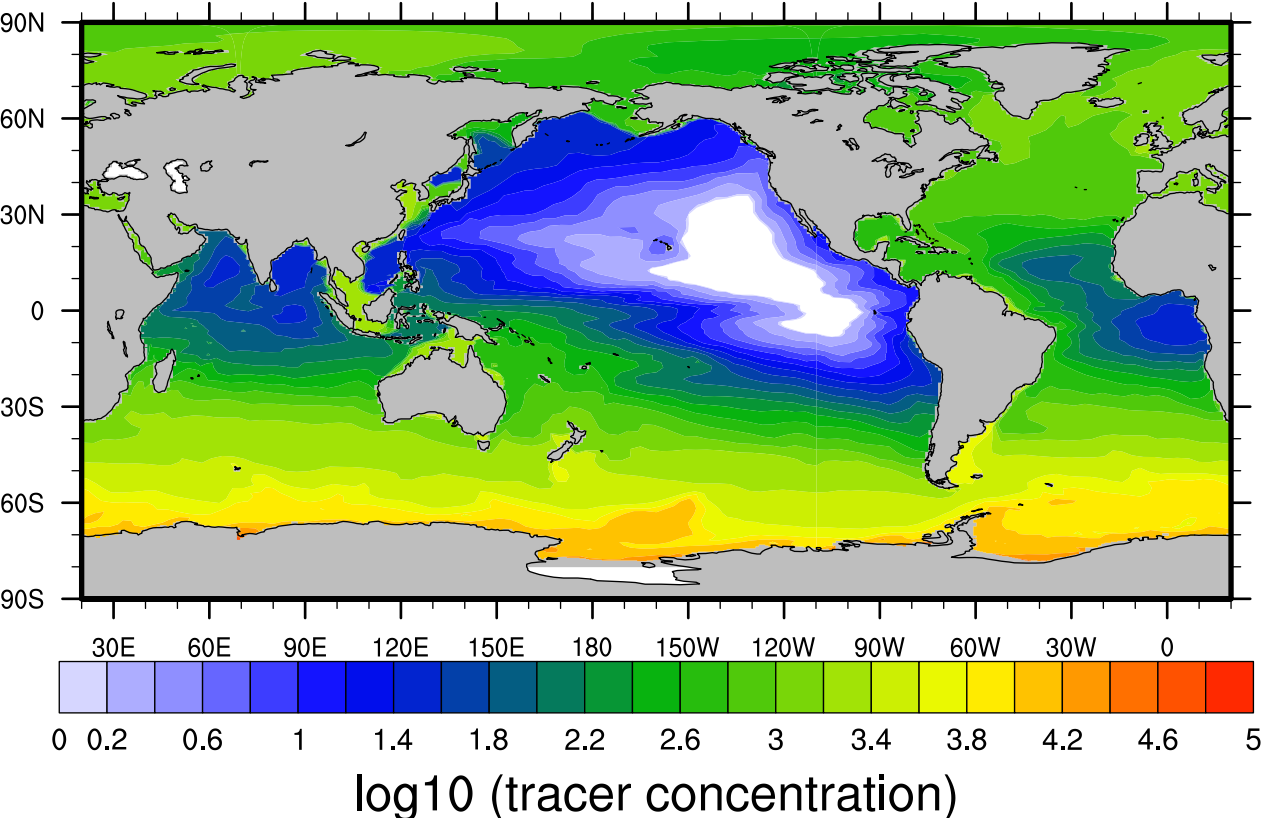 90N
60N
30N
0
30S
60S
90S
30E 60E 90E 120E 150E 180 150W 120W 90W 60W 30W 0
0 0.2 0.6 1 1.4 1.8 2.2 2.6 3 3.4 3.8 4.2 4.6 5
log10 (tracer concentration)